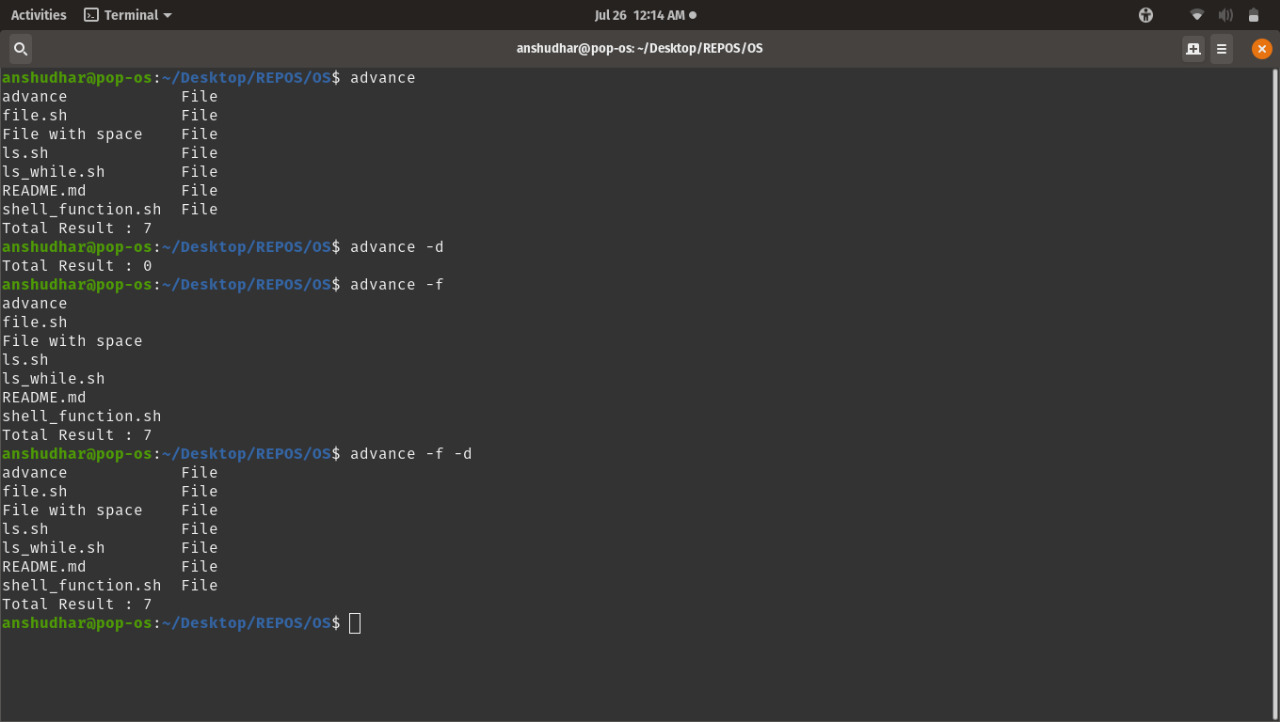 Activities Terminal Jul 26 12:14 AM
anshudhar@pop-os: ~/Desktop/REPOS/OS
anshudhar@pop-os:~/Desktop/REPOS/OS$ advance
advance            File
file.sh            File
File with space    File
ls.sh              File
ls_while.sh        File
README.md          File
shell_function.sh  File
Total Result : 7
anshudhar@pop-os:~/Desktop/REPOS/OS$ advance -d
Total Result : 0
anshudhar@pop-os:~/Desktop/REPOS/OS$ advance -f
advance
file.sh
File with space
ls.sh
ls_while.sh
README.md
shell_function.sh
Total Result : 7
anshudhar@pop-os:~/Desktop/REPOS/OS$ advance -f -d
advance            File
file.sh            File
File with space    File
ls.sh              File
ls_while.sh        File
README.md          File
shell_function.sh  File
Total Result : 7
anshudhar@pop-os:~/Desktop/REPOS/OS$